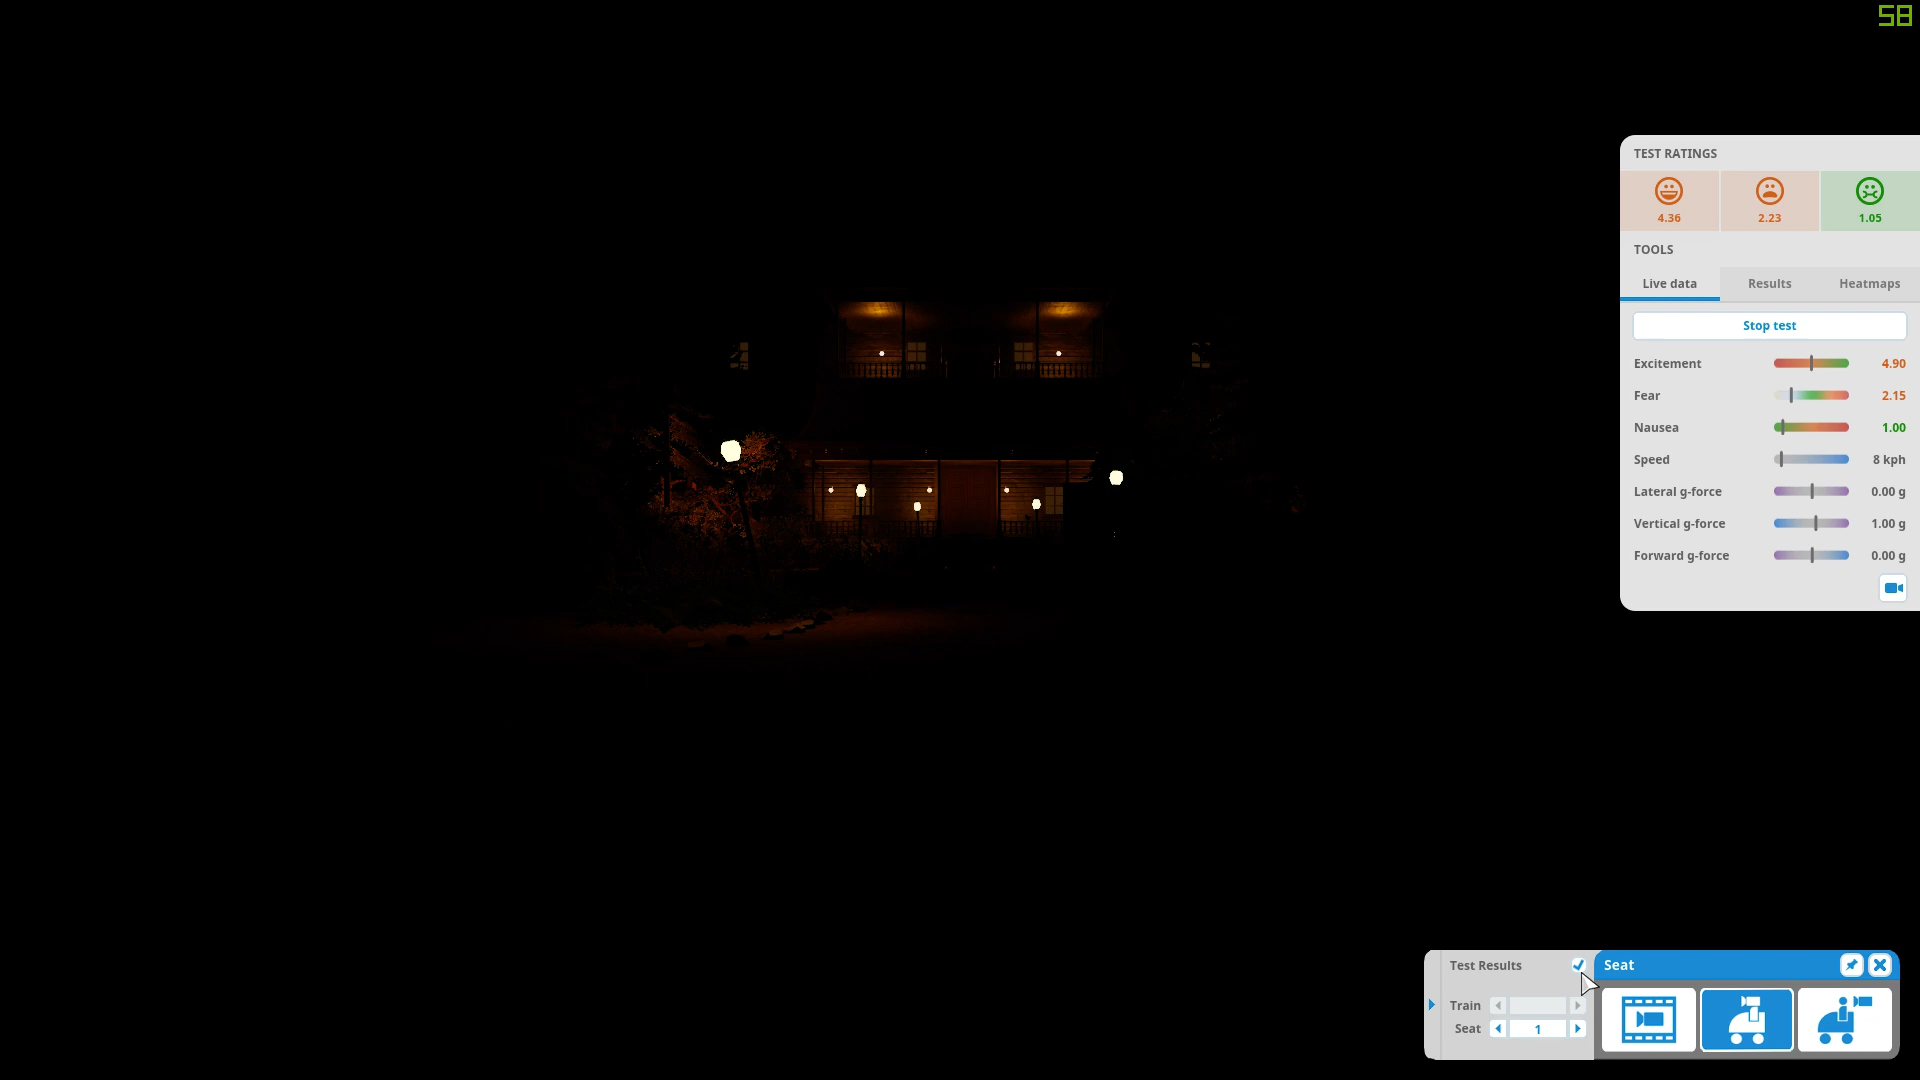 58
TEST RATINGS
4.36 2.23 1.05
TOOLS
Live data Results Heatmaps
Stop test
Excitement 4.90
Fear 2.15
Nausea 1.00
Speed 8 kph
Lateral g-force 0.00 g
Vertical g-force 1.00 g
Forward g-force 0.00 g
Test Results
Seat
Train
Seat 1